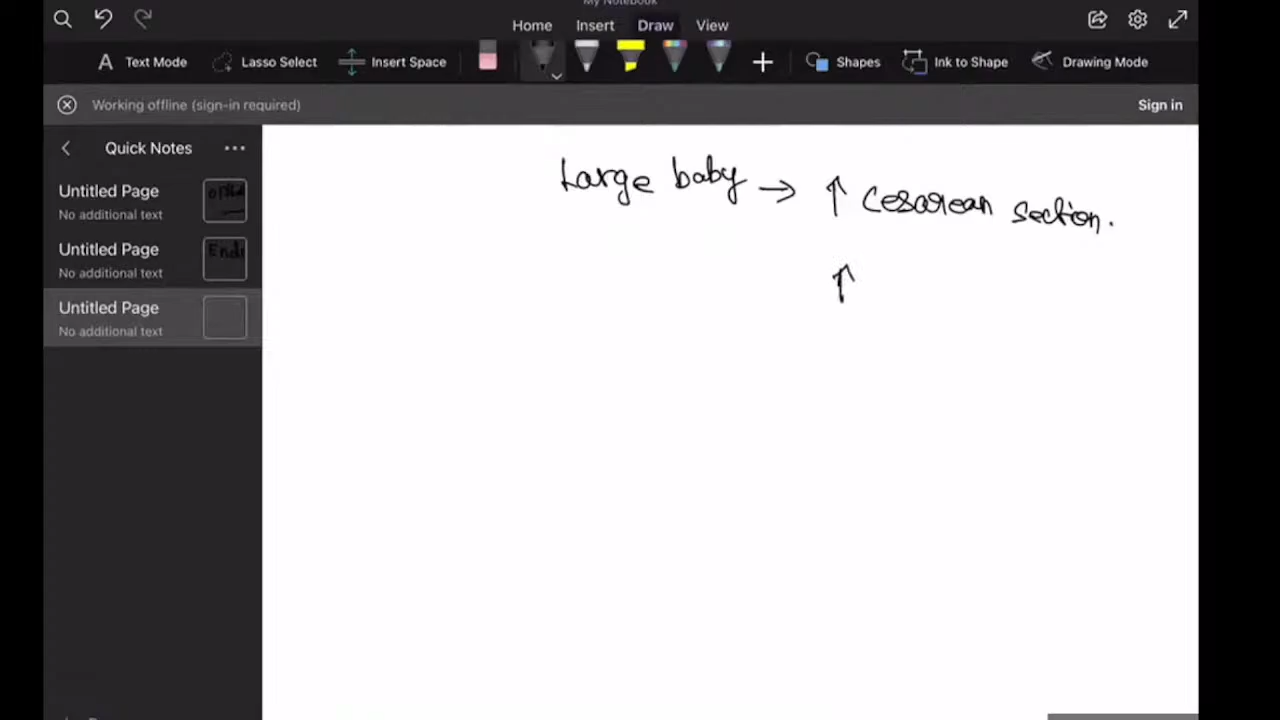 My Notebook
Home Insert Draw View
Text Mode Lasso Select Insert Space Shapes Ink to Shape Drawing Mode
Working offline (sign-in required) Sign in
Quick Notes
Untitled Page
No additional text
Untitled Page
No additional text
Untitled Page
No additional text
Large baby → ↑ cesarean section.
↑